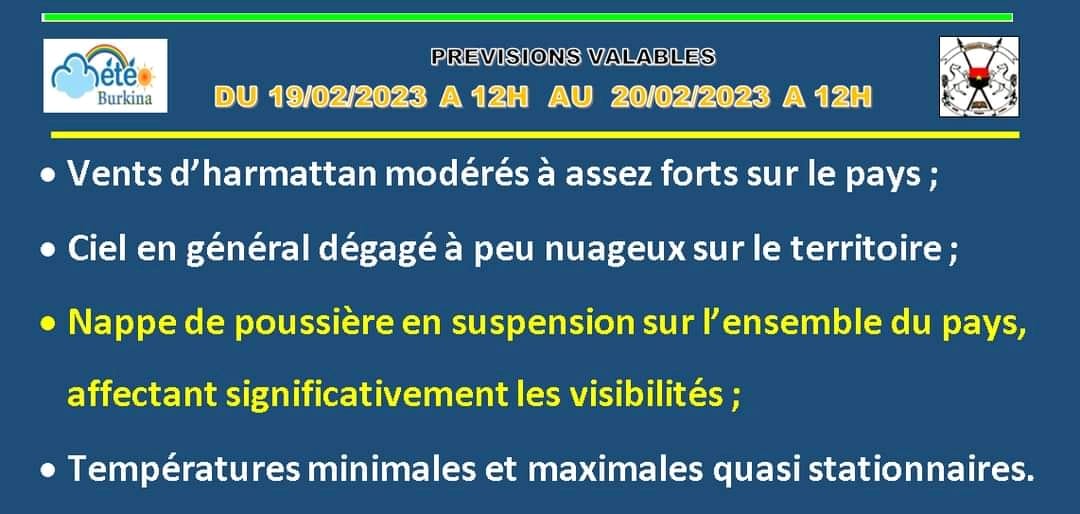 Météo
Burkina
PREVISIONS VALABLES
DU 19/02/2023 A 12H AU 20/02/2023 A 12H
• Vents d’harmattan modérés à assez forts sur le pays ;
• Ciel en général dégagé à peu nuageux sur le territoire ;
• Nappe de poussière en suspension sur l’ensemble du pays,
affectant significativement les visibilités ;
• Températures minimales et maximales quasi stationnaires.